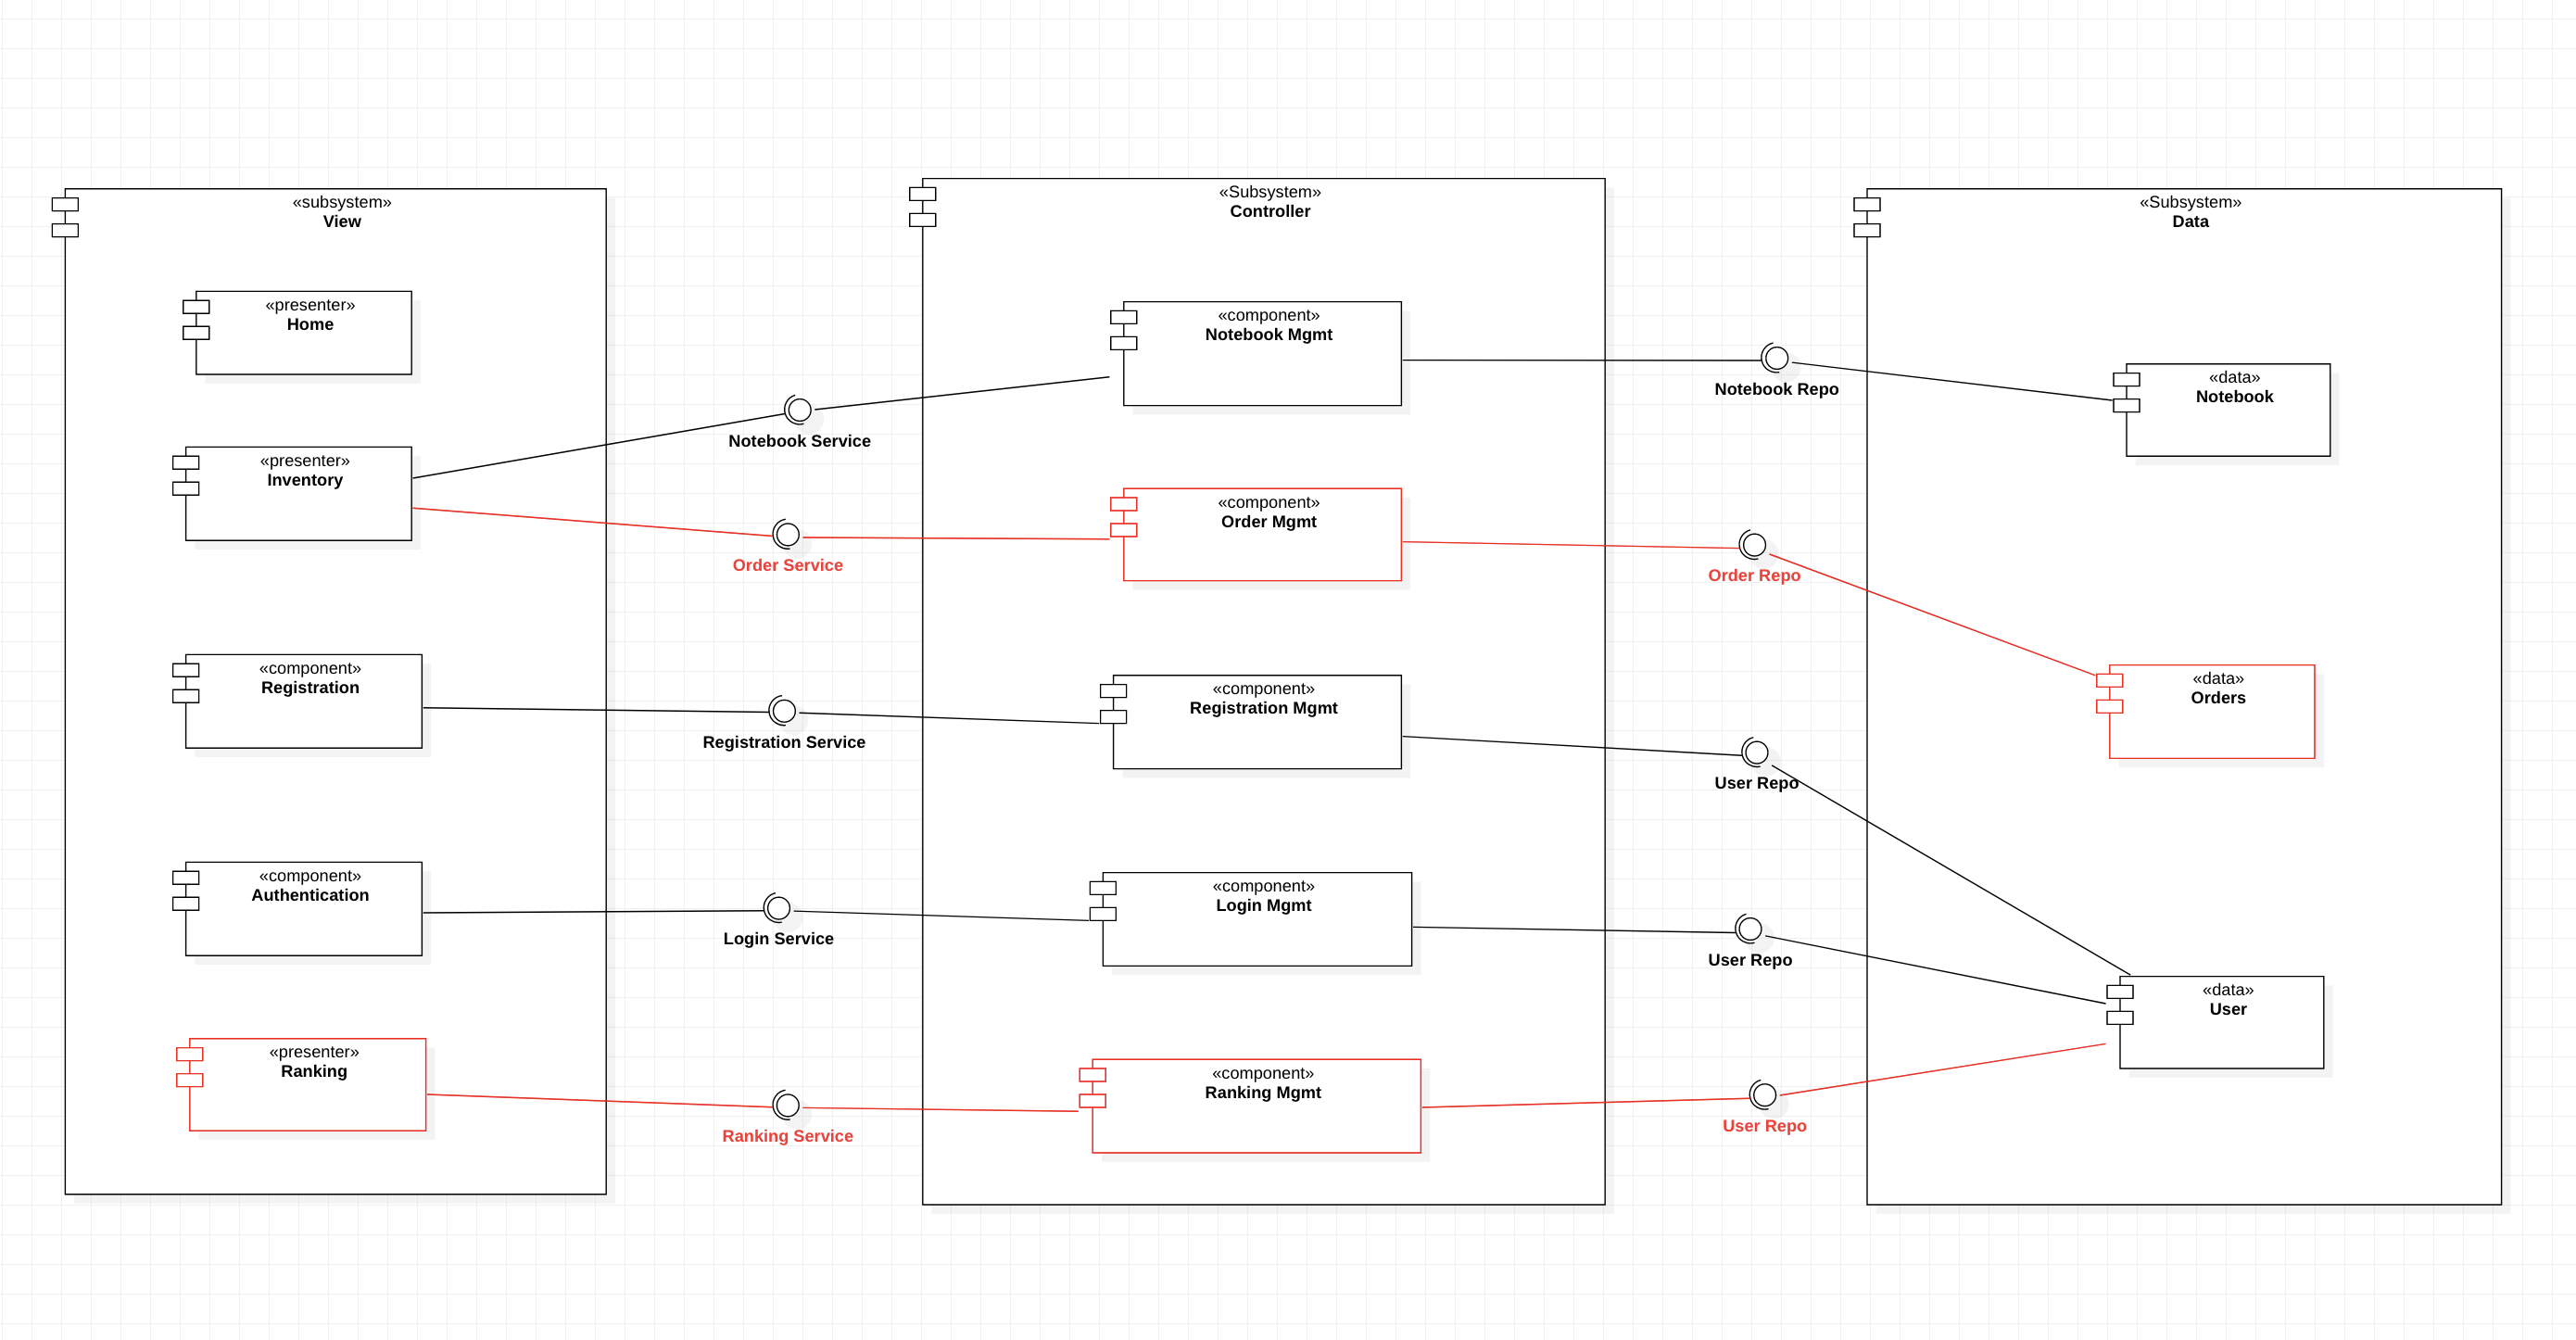 «subsystem»
View
«presenter»
Home
«presenter»
Inventory
«component»
Registration
«component»
Authentication
«presenter»
Ranking
Notebook Service
Order Service
Registration Service
Login Service
Ranking Service
«Subsystem»
Controller
«component»
Notebook Mgmt
«component»
Order Mgmt
«component»
Registration Mgmt
«component»
Login Mgmt
«component»
Ranking Mgmt
Notebook Repo
Order Repo
User Repo
User Repo
User Repo
«Subsystem»
Data
«data»
Notebook
«data»
Orders
«data»
User